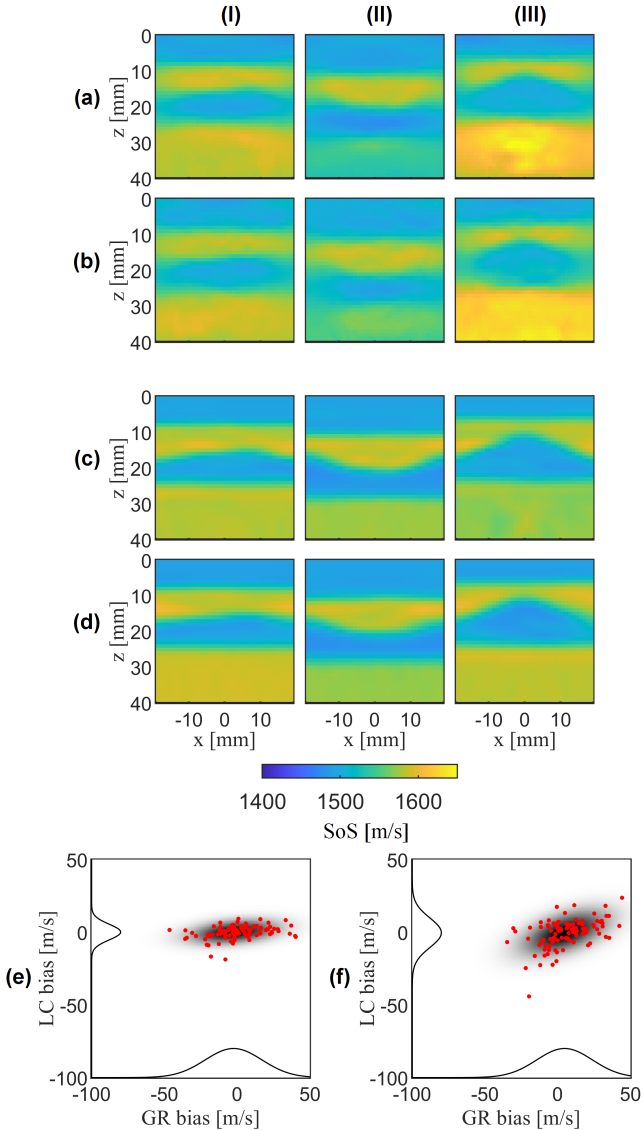 (I) (II) (III)
(a) z [mm] 0 10 20 30 40
(b) z [mm] 0 10 20 30 40
(c) z [mm] 0 10 20 30 40
(d) z [mm] 0 10 20 30 40
-10 0 10 -10 0 10 -10 0 10
x [mm] x [mm] x [mm]
1400 1500 1600
SoS [m/s]
(e) LC bias [m/s] 50 0 -50 -100
-100 -50 0 50
GR bias [m/s]
(f) LC bias [m/s] 50 0 -50 -100
-100 -50 0 50
GR bias [m/s]